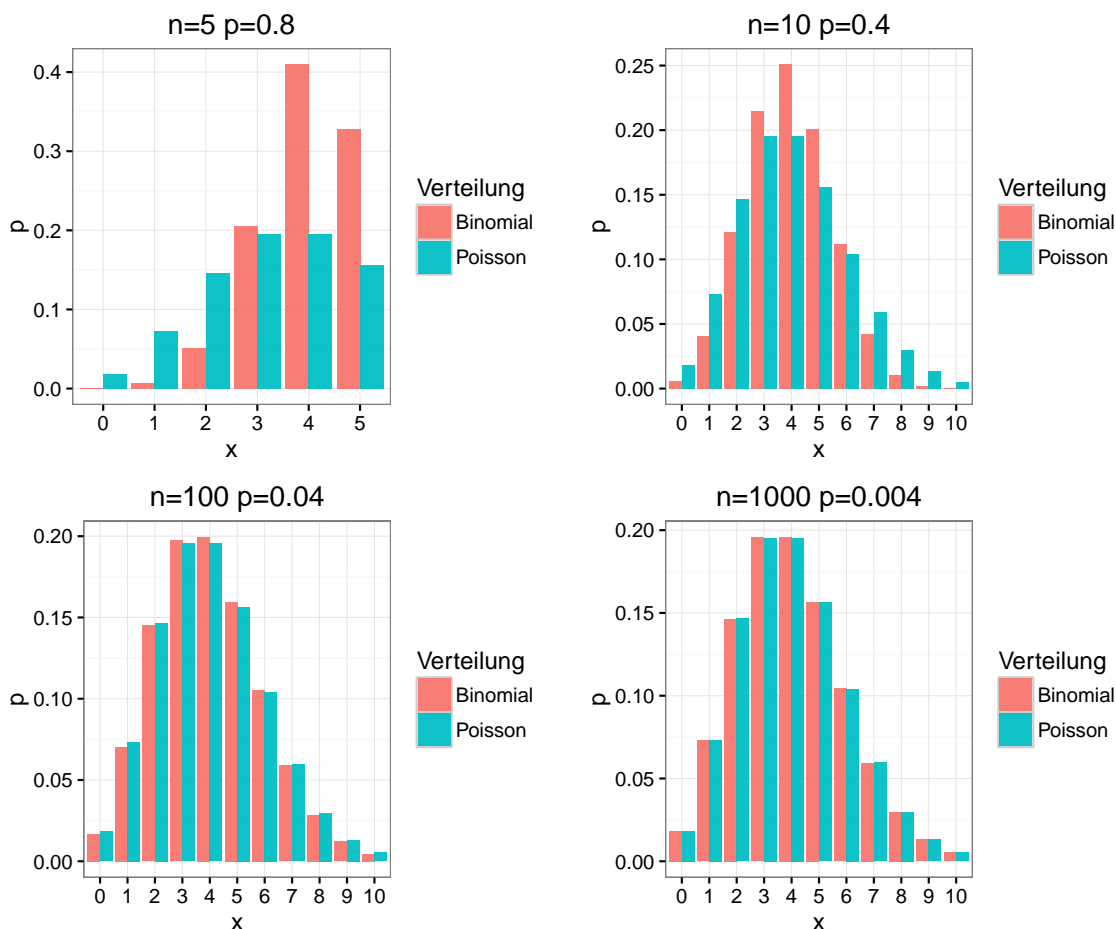 n=5 p=0.8
0.4
0.3
0.2
0.1
0.0
p
0 1 2 3 4 5
x
Verteilung
Binomial
Poisson
n=10 p=0.4
0.25
0.20
0.15
0.10
0.05
0.00
p
0 1 2 3 4 5 6 7 8 9 10
x
Verteilung
Binomial
Poisson
n=100 p=0.04
0.20
0.15
0.10
0.05
0.00
p
0 1 2 3 4 5 6 7 8 9 10
x
Verteilung
Binomial
Poisson
n=1000 p=0.004
0.20
0.15
0.10
0.05
0.00
p
0 1 2 3 4 5 6 7 8 9 10
x
Verteilung
Binomial
Poisson